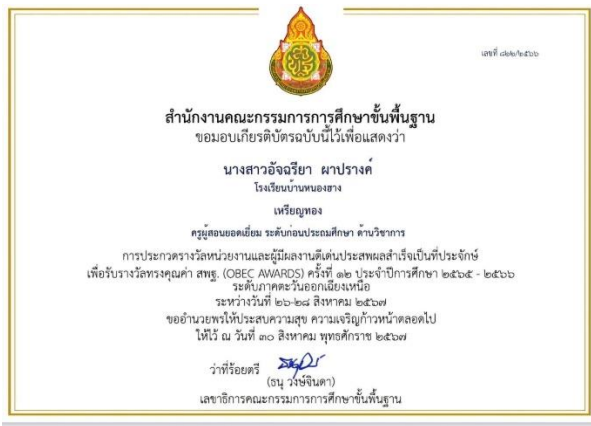 เลขที่ ๘๒๒/๒๕๖๖
สำนักงานคณะกรรมการการศึกษาขั้นพื้นฐาน
ขอมอบเกียรติบัตรฉบับนี้ไว้เพื่อแสดงว่า
นางสาวอัจฉรียา ผาปรางค์
โรงเรียนบ้านหนองฮาง
เหรียญทอง
ครูผู้สอนยอดเยี่ยม ระดับก่อนประถมศึกษา ด้านวิชาการ
การประกวดรางวัลหน่วยงานและผู้มีผลงานดีเด่นประสพผลสำเร็จเป็นที่ประจักษ์
เพื่อรับรางวัลทรงคุณค่า สพฐ. (OBEC AWARDS) ครั้งที่ ๑๒ ประจำปีการศึกษา ๒๕๖๕ - ๒๕๖๖
ระดับภาคตะวันออกเฉียงเหนือ
ระหว่างวันที่ ๒๖-๒๘ สิงหาคม ๒๕๖๗
ขออำนวยพรให้ประสบความสุข ความเจริญก้าวหน้าตลอดไป
ให้ไว้ ณ วันที่ ๓๐ สิงหาคม พุทธศักราช ๒๕๖๗
ว่าที่ร้อยตรี
(ธนุ วงษ์จินดา)
เลขาธิการคณะกรรมการการศึกษาขั้นพื้นฐาน